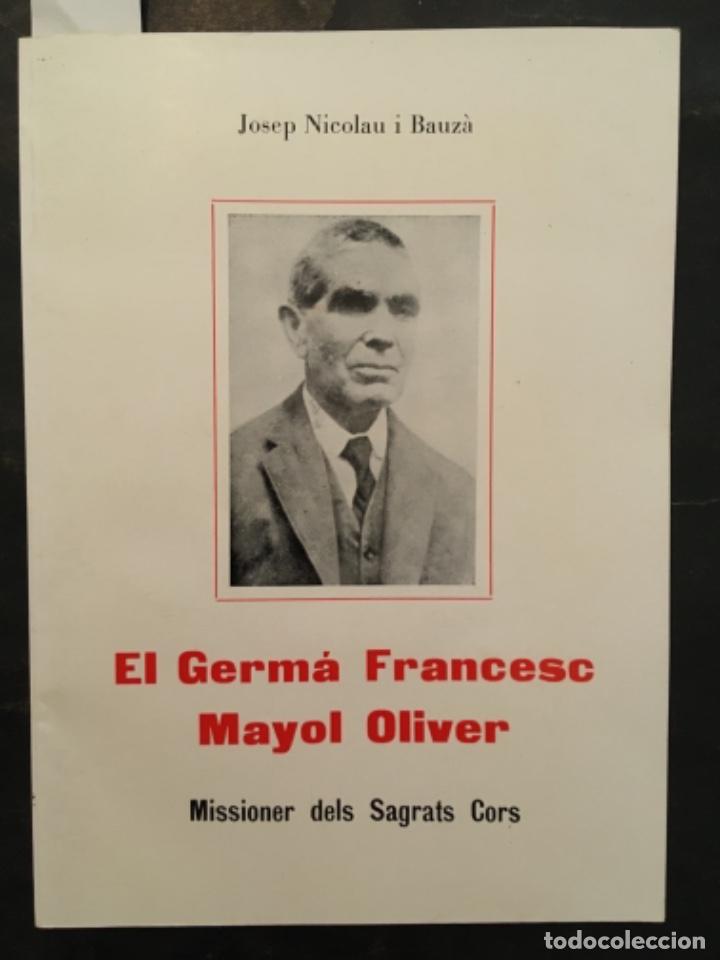 Josep Nicolau i Bauzà
El Germá Francesc
Mayol Oliver
Missioner dels Sagrats Cors
todocoleccion